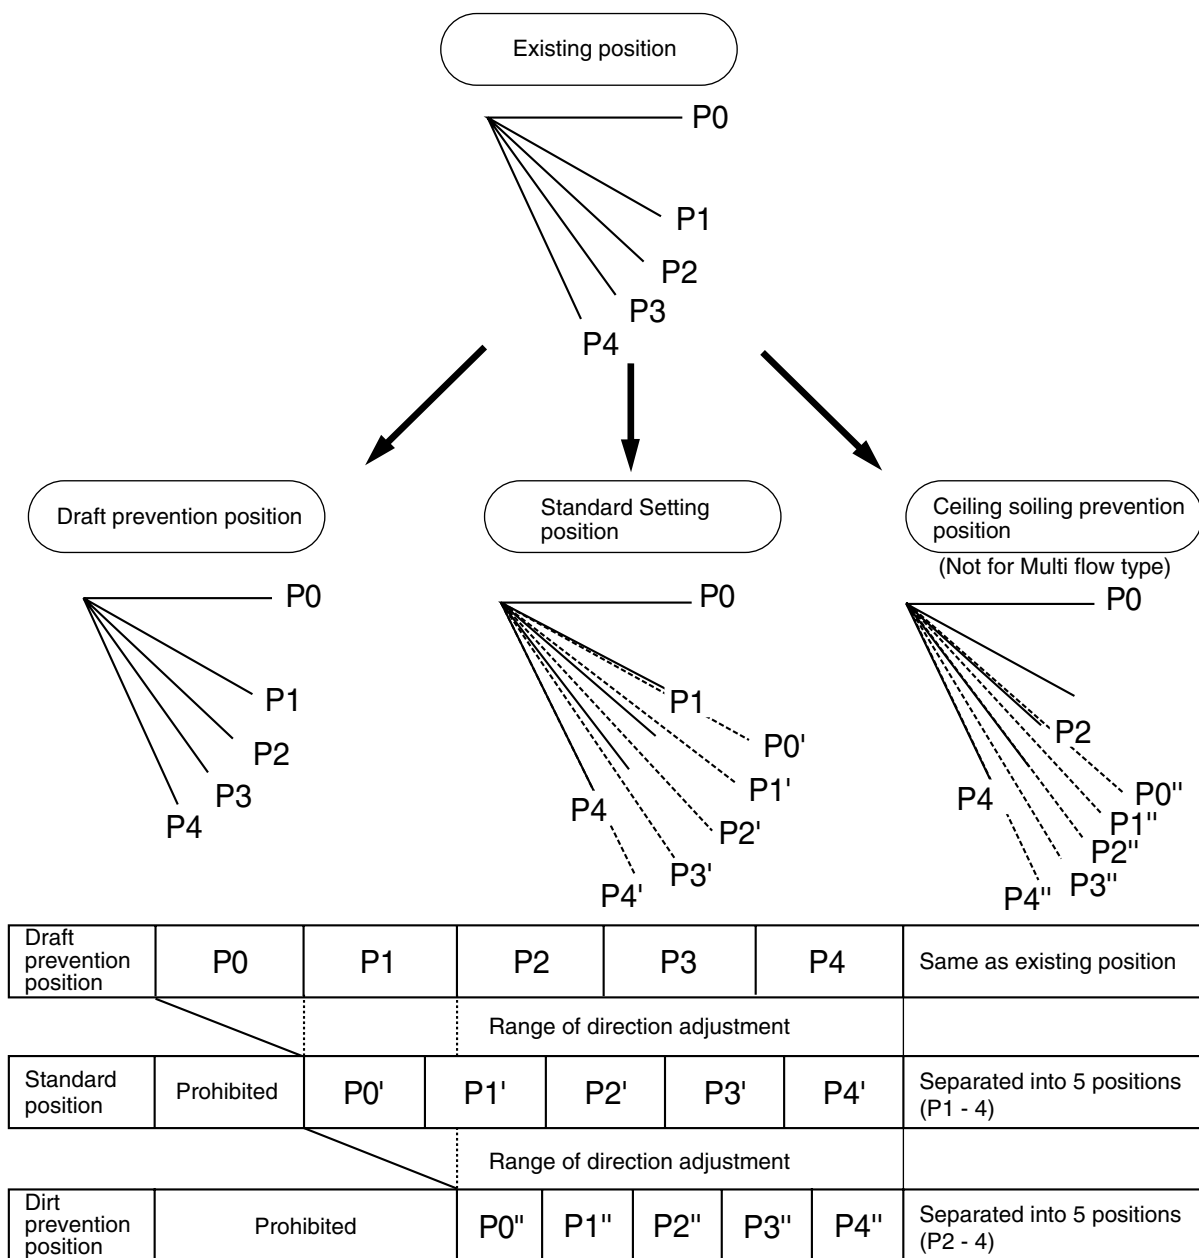 Existing position
P0
P1
P2
P3
P4
Draft prevention position
P0
P1
P2
P3
P4
Standard Setting
position
P0
P1
P0'
P1'
P4
P2'
P3'
P4'
Ceiling soiling prevention
position
(Not for Multi flow type)
P0
P2
P4
P0"
P1"
P2"
P3"
P4"
Draft
prevention
position
P0
P1
P2
P3
P4
Same as existing position
Range of direction adjustment
Standard
position
Prohibited
P0'
P1'
P2'
P3'
P4'
Separated into 5 positions
(P1 - 4)
Range of direction adjustment
Dirt
prevention
position
Prohibited
P0"
P1"
P2"
P3"
P4"
Separated into 5 positions
(P2 - 4)